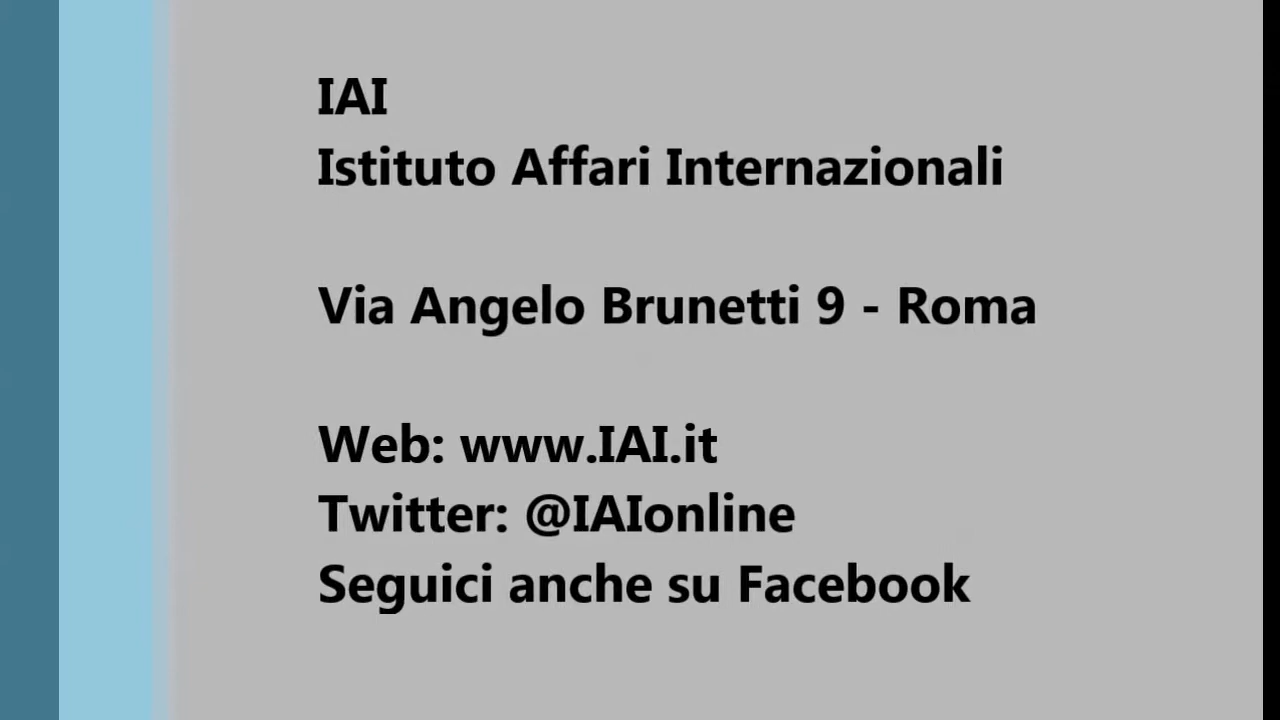 IAI
Istituto Affari Internazionali
Via Angelo Brunetti 9 - Roma
Web: www.IAI.it
Twitter: @IAIonline
Seguici anche su Facebook